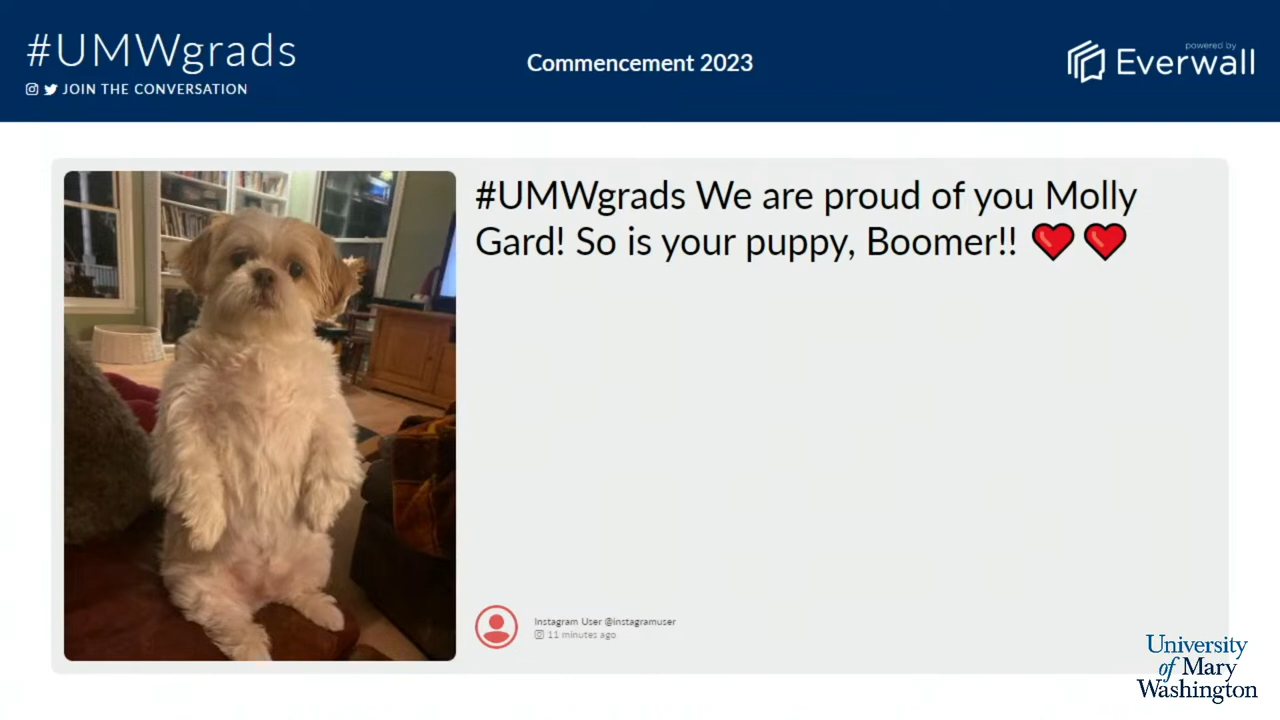 #UMWgrads
JOIN THE CONVERSATION
Commencement 2023
powered by
Everwall
#UMWgrads We are proud of you Molly
Gard! So is your puppy, Boomer!! ❤️ ❤️
Instagram User @instagramuser
11 minutes ago
University
of Mary
Washington